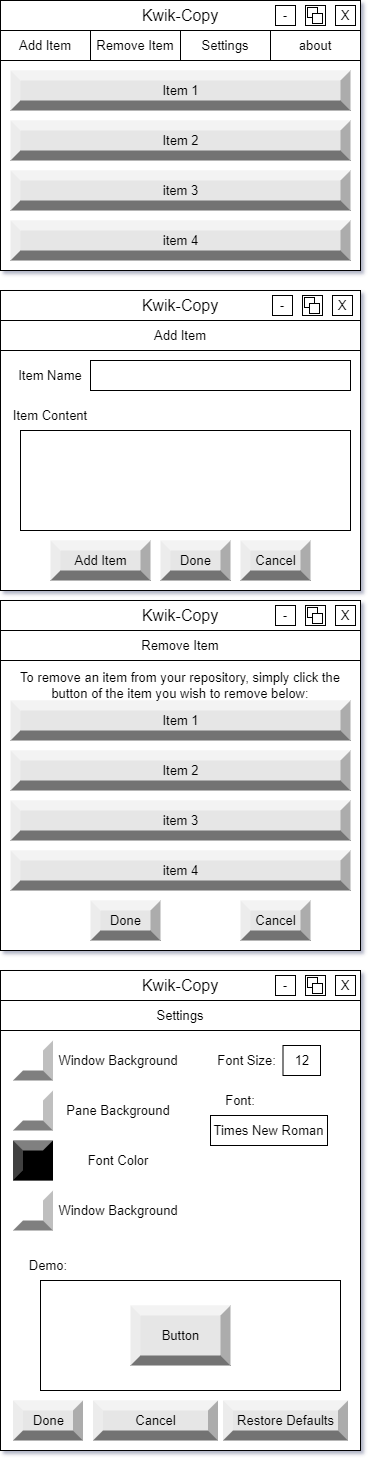 Kwik-Copy - X
Add Item Remove Item Settings about
Item 1
Item 2
item 3
item 4
Kwik-Copy - X
Add Item
Item Name
Item Content
Add Item Done Cancel
Kwik-Copy - X
Remove Item
To remove an item from your repository, simply click the
button of the item you wish to remove below:
Item 1
Item 2
item 3
item 4
Done Cancel
Kwik-Copy - X
Settings
Window Background Font Size: 12
Font:
Pane Background
Times New Roman
Font Color
Window Background
Demo:
Button
Done Cancel Restore Defaults